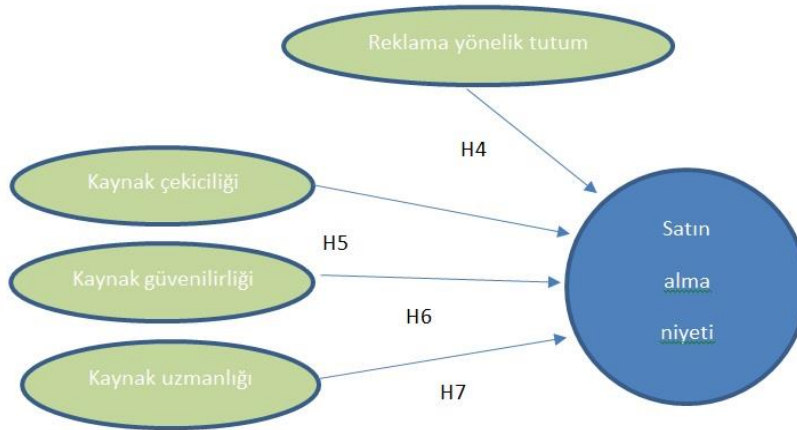 Reklama yönelik tutum
H4
Kaynak çekiciliği
H5
Kaynak güvenilirliği
H6
Kaynak uzmanlığı
H7
Satın
alma
niyeti